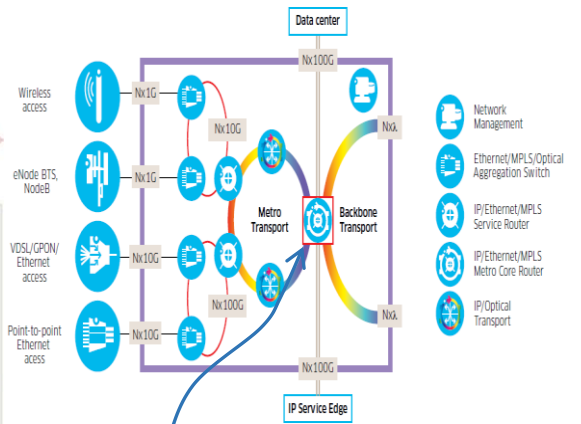 Data center
Nx100G
Wireless
access
Nx1G
Nx10G
Nxλ
Network
Management
eNode BTS,
NodeB
Nx1G
Ethernet/MPLS/Optical
Aggregation Switch
Metro
Transport
Backbone
Transport
IP/Ethernet/MPLS
Service Router
VDSL/GPON/
Ethernet
access
Nx10G
IP/Ethernet/MPLS
Metro Core Router
Nx100G
Nxλ
IP/Optical
Transport
Point-to-point
Ethernet
acess
Nx10G
Nx100G
IP Service Edge